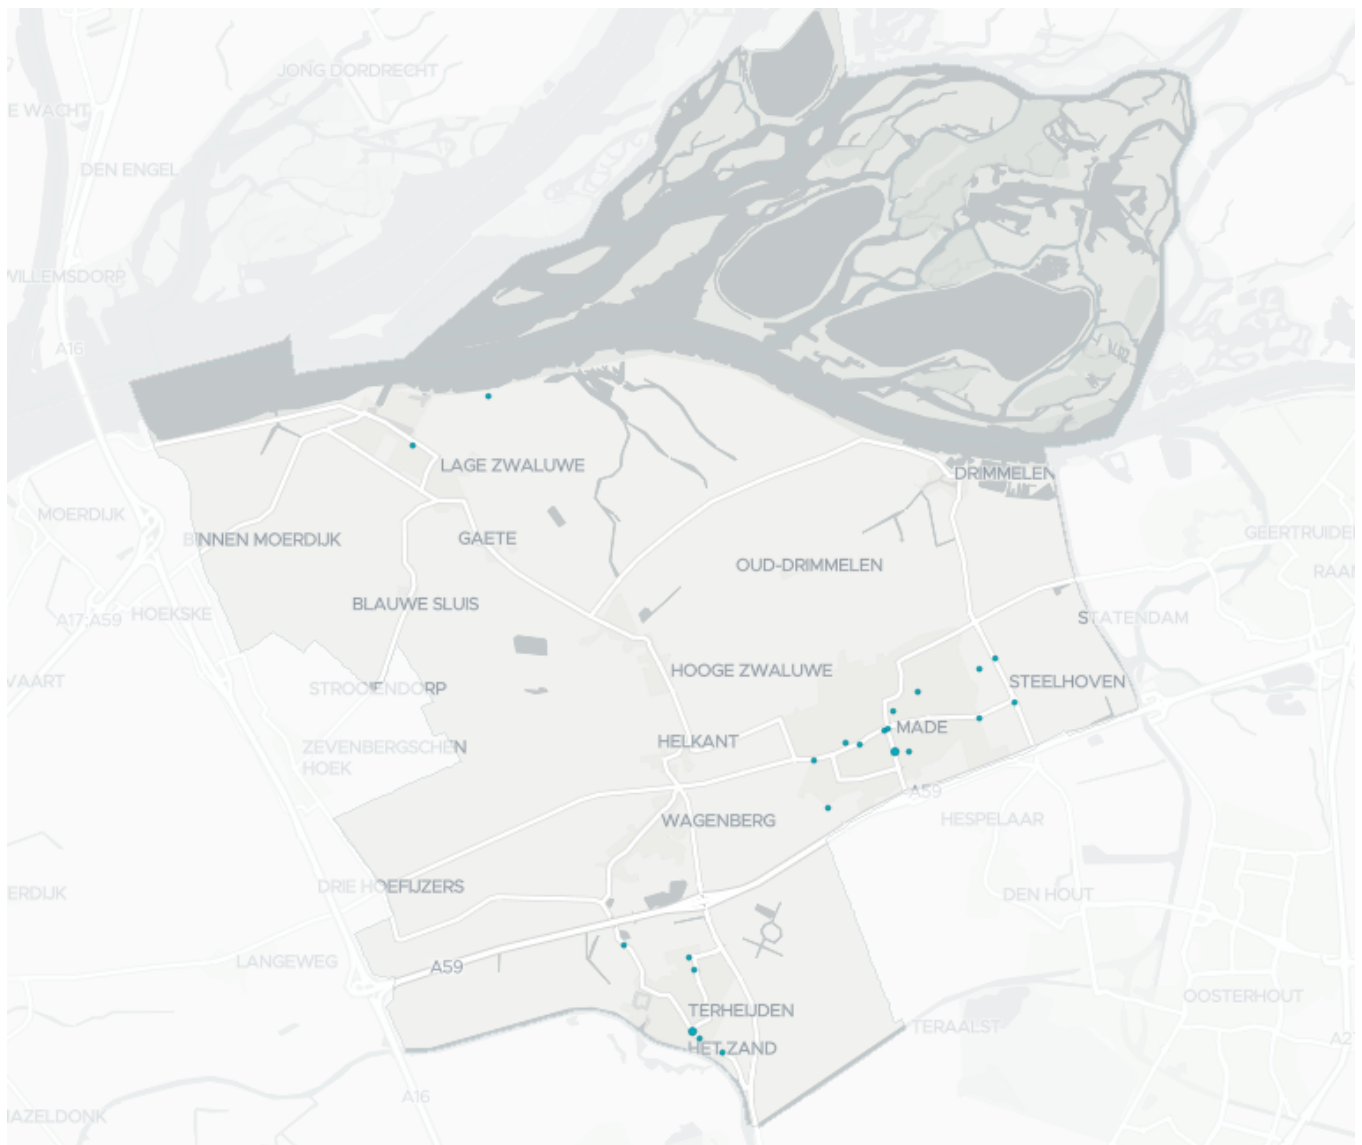 JONG DORDRECHT
E WACHT
DEN ENGEL
WILLEMSDORP
A16
LAGE ZWALUWE
DRIMMELEN
MOERDIJK
BINNEN MOERDIJK
GAETE
GEERTRUIDE
OUD-DRIMMELEN
RAAM
BLAUWE SLUIS
A17;A59
HOEKSKE
STATENDAM
HOOGE ZWALUWE
VAART
STROOIENDORP
STEELHOVEN
MADE
HELKANT
ZEVENBERGSCHEN
HOEK
A59
WAGENBERG
HESPELAAR
DRIE HOEFIJZERS
ERDIJK
DEN HOUT
LANGEWEG
A59
OOSTERHOUT
TERHEIJDEN
TERAALST
A2
HET ZAND
A16
HAZELDONK